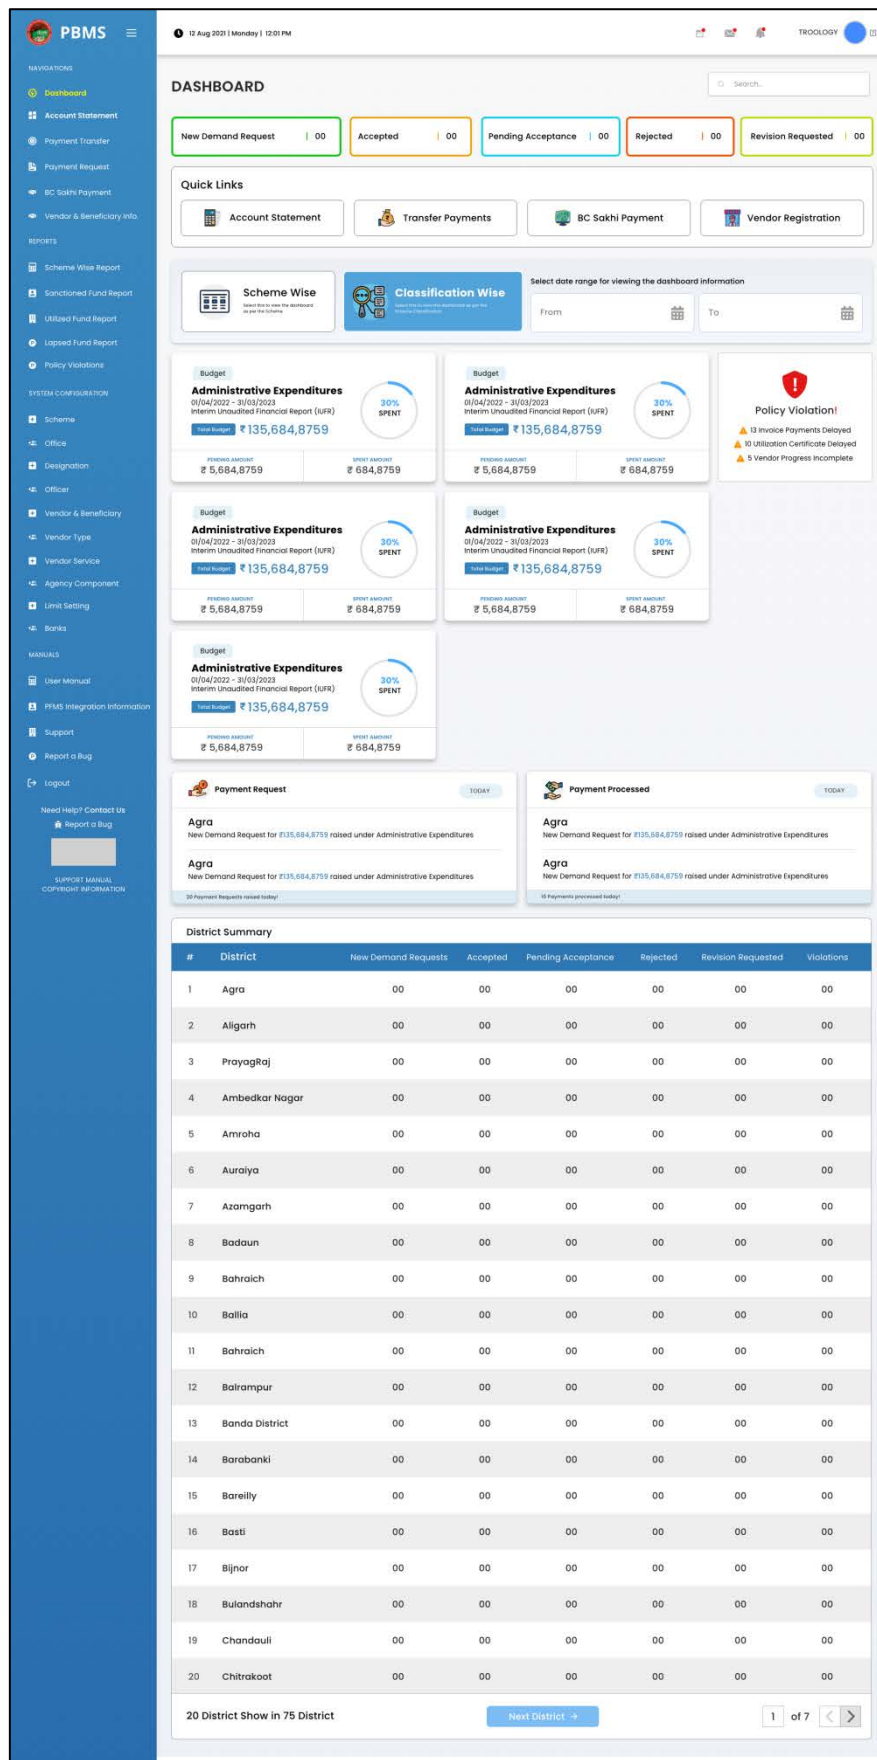 PBMS
NAVIGATIONS
Dashboard
Account Statement
Payment Transfer
Payment Request
BC Sakhi Payment
Vendor & Beneficiary Info
REPORTS
Scheme Wise Report
Sanctioned Fund Report
Utilized Fund Report
Lapsed Fund Report
Policy Violations
SYSTEM CONFIGURATION
Scheme
Office
Designation
Officer
Vendor & Beneficiary
Vendor Type
Vendor Service
Agency Component
Limit Setting
Banks
MANUALS
User Manual
PFMS Integration Information
Support
Report a Bug
Logout
Need Help? Contact Us
Report a Bug
SUPPORT MANUAL
COPYRIGHT INFORMATION
12 Aug 2021 | Monday | 12:01 PM
TROOLOGY
DASHBOARD
Search..
New Demand Request | 00
Accepted | 00
Pending Acceptance | 00
Rejected | 00
Revision Requested | 00
Quick Links
Account Statement
Transfer Payments
BC Sakhi Payment
Vendor Registration
Scheme Wise
Select this to view the dashboard
as per the Scheme
Classification Wise
Select date range for viewing the dashboard information
From
To
Budget
Administrative Expenditures
01/04/2022 - 31/03/2023
Interim Unaudited Financial Report (IUFR)
Total Budget ₹135,684,8759
30%
SPENT
PENDING AMOUNT
₹ 5,684,8759
SPENT AMOUNT
₹ 684,8759
Budget
Administrative Expenditures
01/04/2022 - 31/03/2023
Interim Unaudited Financial Report (IUFR)
Total Budget ₹135,684,8759
30%
SPENT
PENDING AMOUNT
₹ 5,684,8759
SPENT AMOUNT
₹ 684,8759
Policy Violation!
13 Invoice Payments Delayed
10 Utilization Certificate Delayed
5 Vendor Progress Incomplete
Budget
Administrative Expenditures
01/04/2022 - 31/03/2023
Interim Unaudited Financial Report (IUFR)
Total Budget ₹135,684,8759
30%
SPENT
PENDING AMOUNT
₹ 5,684,8759
SPENT AMOUNT
₹ 684,8759
Budget
Administrative Expenditures
01/04/2022 - 31/03/2023
Interim Unaudited Financial Report (IUFR)
Total Budget ₹135,684,8759
30%
SPENT
PENDING AMOUNT
₹ 5,684,8759
SPENT AMOUNT
₹ 684,8759
Budget
Administrative Expenditures
01/04/2022 - 31/03/2023
Interim Unaudited Financial Report (IUFR)
Total Budget ₹135,684,8759
30%
SPENT
PENDING AMOUNT
₹ 5,684,8759
SPENT AMOUNT
₹ 684,8759
Payment Request
TODAY
Agra
New Demand Request for ₹135,684,8759 raised under Administrative Expenditures
Agra
New Demand Request for ₹135,684,8759 raised under Administrative Expenditures
20 Payment Requests raised today!
Payment Processed
TODAY
Agra
New Demand Request for ₹135,684,8759 raised under Administrative Expenditures
Agra
New Demand Request for ₹135,684,8759 raised under Administrative Expenditures
Payments processed today!
District Summary
# District New Demand Requests Accepted Pending Acceptance Rejected Revision Requested Violations
1 Agra 00 00 00 00 00 00
2 Aligarh 00 00 00 00 00 00
3 PrayagRaj 00 00 00 00 00 00
4 Ambedkar Nagar 00 00 00 00 00 00
5 Amroha 00 00 00 00 00 00
6 Auraiya 00 00 00 00 00 00
7 Azamgarh 00 00 00 00 00 00
8 Badaun 00 00 00 00 00 00
9 Bahraich 00 00 00 00 00 00
10 Ballia 00 00 00 00 00 00
11 Bahraich 00 00 00 00 00 00
12 Balrampur 00 00 00 00 00 00
13 Banda District 00 00 00 00 00 00
14 Barabanki 00 00 00 00 00 00
15 Bareilly 00 00 00 00 00 00
16 Basti 00 00 00 00 00 00
17 Bijnor 00 00 00 00 00 00
18 Bulandshahr 00 00 00 00 00 00
19 Chandauli 00 00 00 00 00 00
20 Chitrakoot 00 00 00 00 00 00
20 District Show in 75 District
Next District →
1 of 7 < >